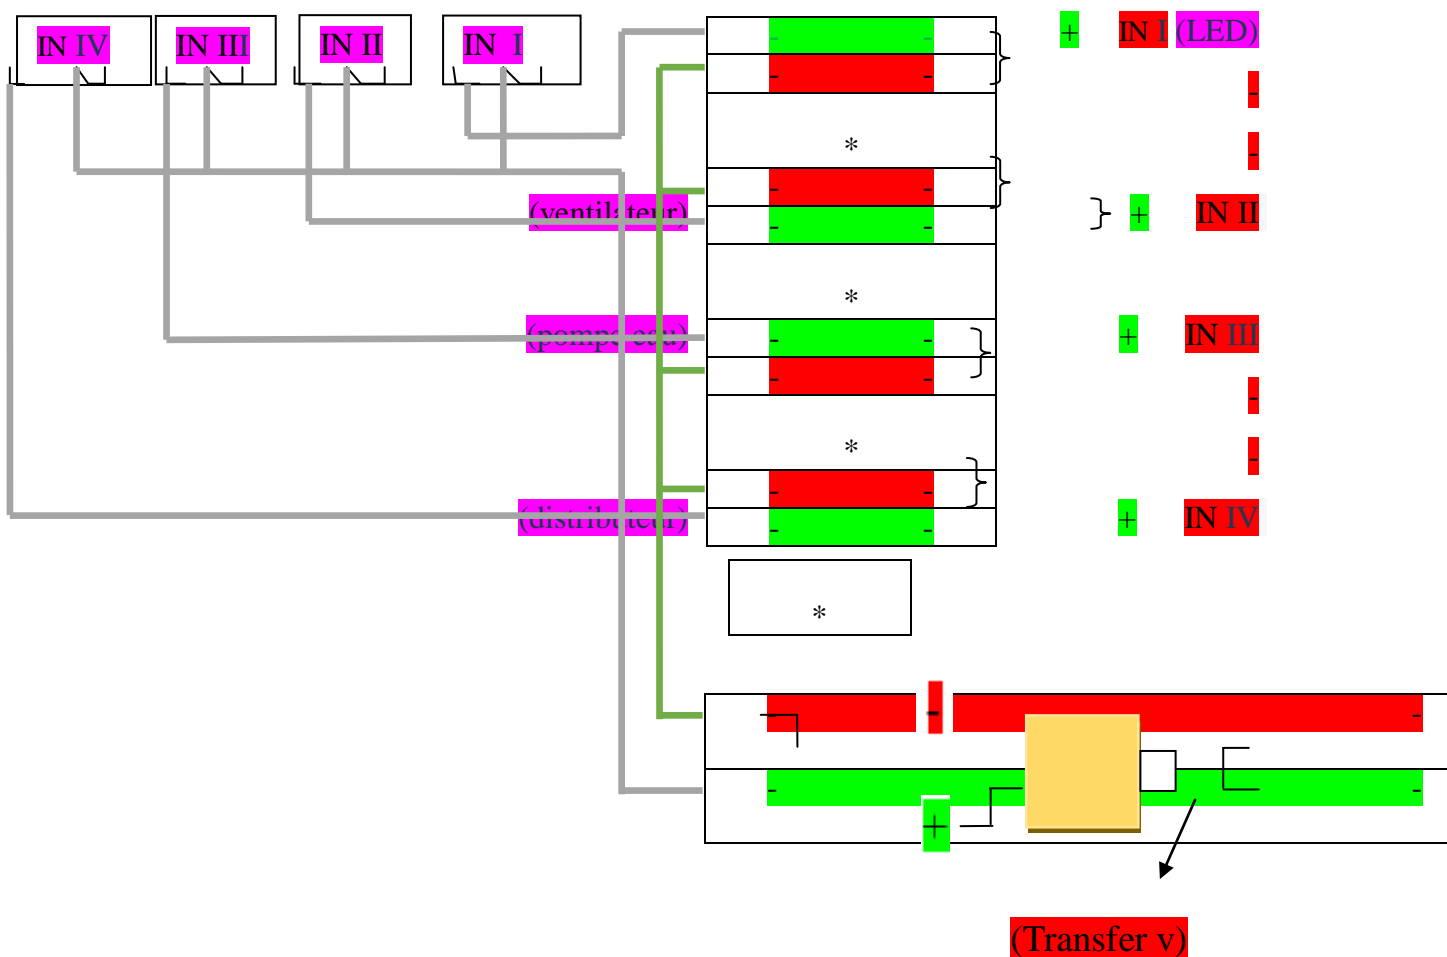 IN IV IN III IN II IN I - - + IN I (LED)
- - -
* -
- -
(ventilateur) - - + IN II
*
(pompe eau) - - + IN III
- - -
* -
- -
(distributeur) - - + IN IV
*
- - -
- -
+
(Transfer v)